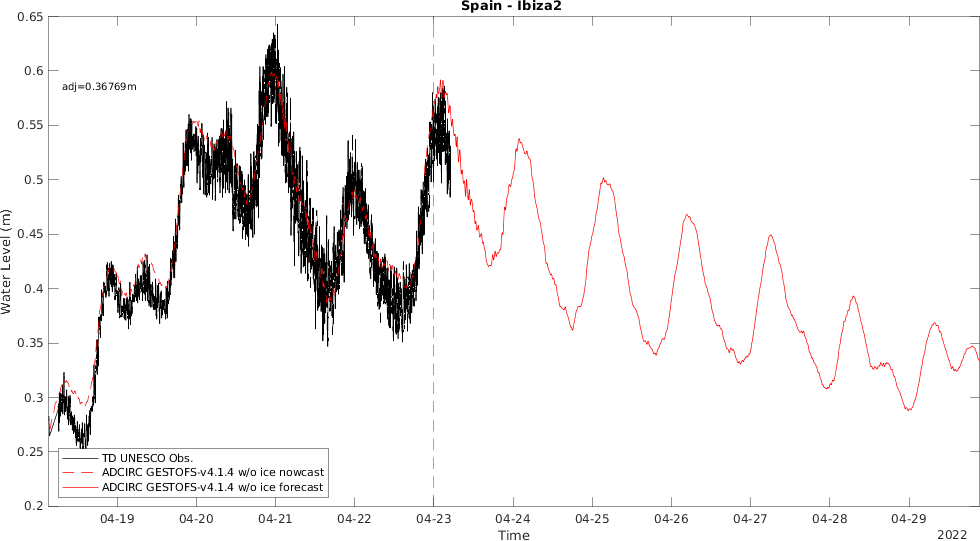 Spain - Ibiza2
0.65
0.6
adj=0.36769m
0.55
0.5
0.45
0.4
0.35
0.3
0.25
0.2
Water Level (m)
TD UNESCO Obs.
ADCIRC GESTOFS-v4.1.4 w/o ice nowcast
ADCIRC GESTOFS-v4.1.4 w/o ice forecast
04-19 04-20 04-21 04-22 04-23 04-24 04-25 04-26 04-27 04-28 04-29
Time
2022